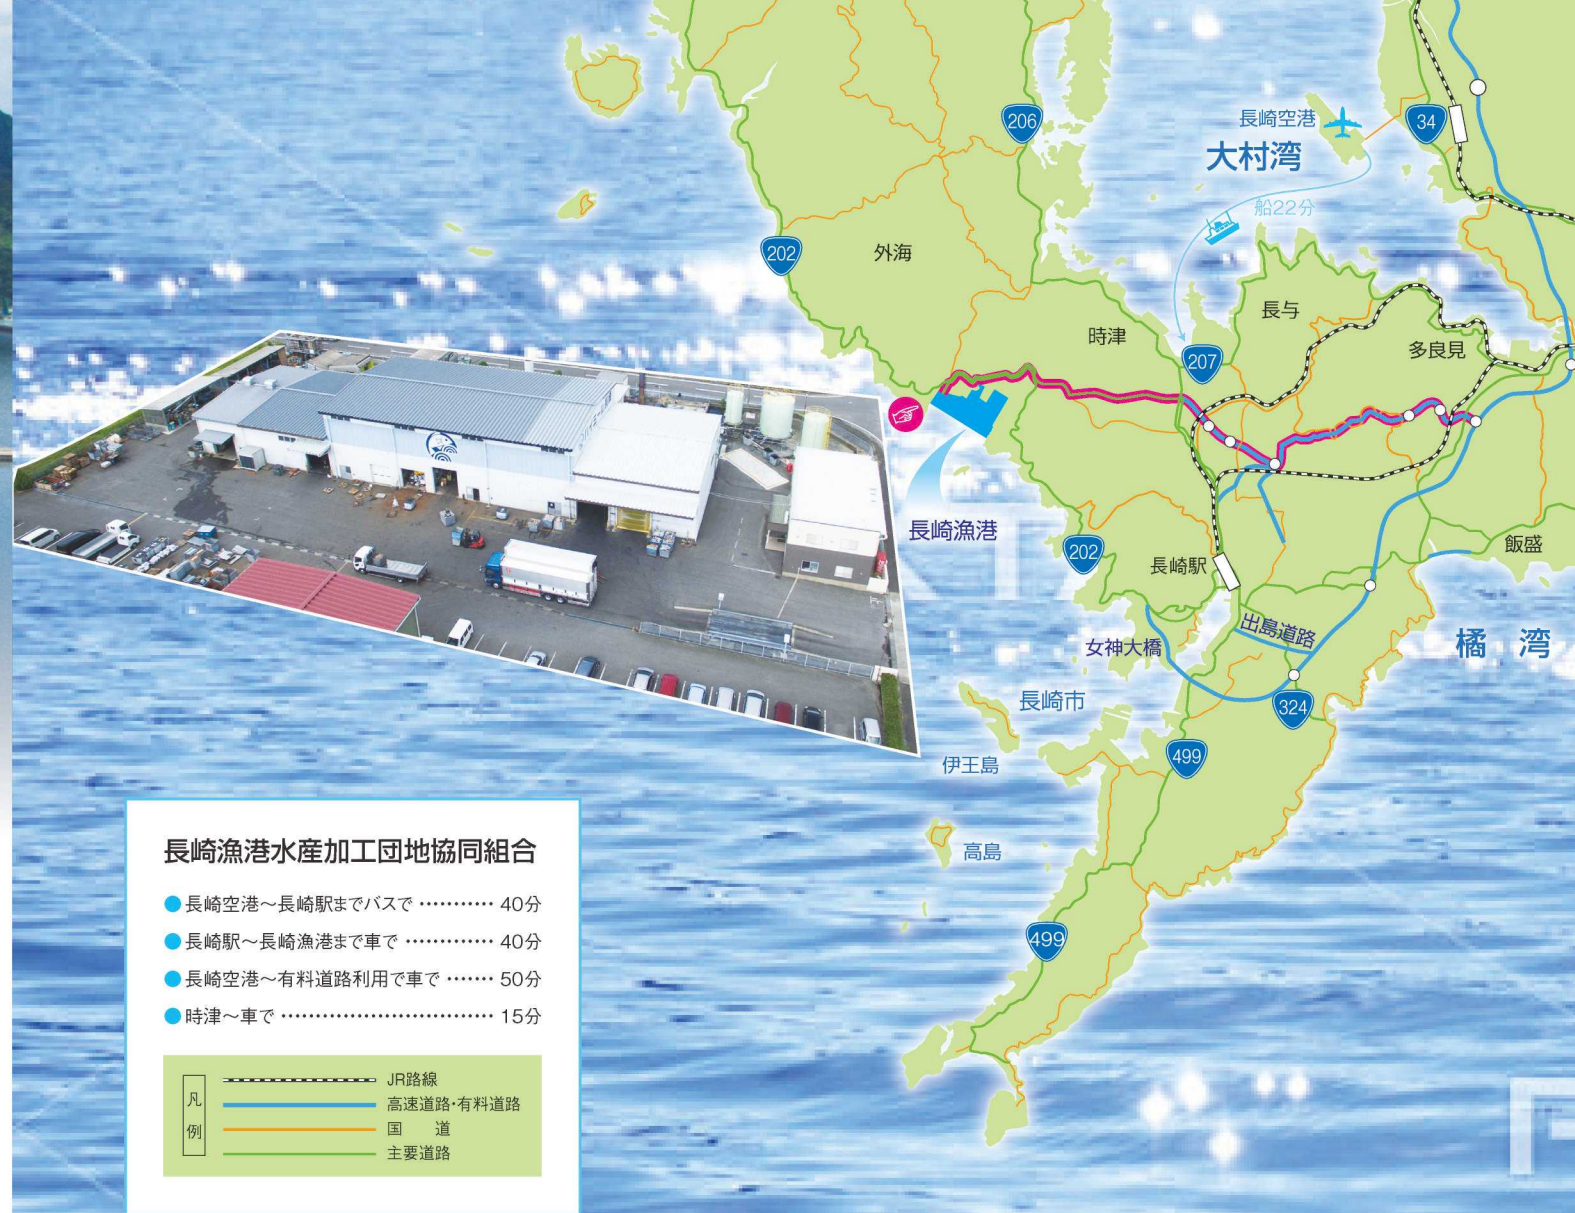 206
長崎空港
大村湾
34
船22分
202
外海
長与
時津
207
多良見
長崎漁港
202
長崎駅
飯盛
出島道路
女神大橋
橘 湾
長崎市
324
499
伊王島
高島
499
長崎漁港水産加工団地協同組合
●長崎空港~長崎駅までバスで ………… 40分
●長崎駅~長崎漁港まで車で ………… 40分
●長崎空港~有料道路利用で車で ……. 50分
●時津~車で ………………………… 15分
凡例
JR路線
高速道路・有料道路
国 道
主要道路